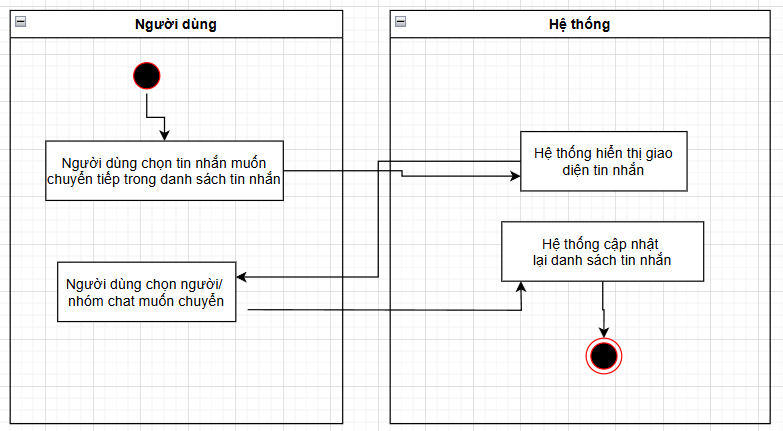 Người dùng
Hệ thống
Người dùng chọn tin nhắn muốn
chuyển tiếp trong danh sách tin nhắn
Hệ thống hiển thị giao
diện tin nhắn
Người dùng chọn người/
nhóm chat muốn chuyển
Hệ thống cập nhật
lại danh sách tin nhắn